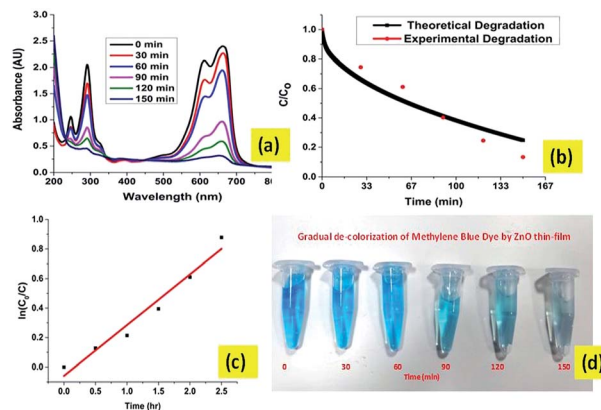 3.0
2.5
2.0
1.5
1.0
0.5
0.0
Absorbance (AU)
0 min
30 min
60 min
90 min
120 min
150 min
(a)
200 300 400 500 600 700 80
Wavelength (nm)
1.0
0.8
0.6
0.4
0.2
0.0
C/C₀
Theoretical Degradation
Experimental Degradation
(b)
0 33 67 100 133 167
Time (min)
1.0
0.8
0.6
0.4
0.2
0.0
ln(C₀/C)
(c)
0.0 0.5 1.0 1.5 2.0 2.5
Time (hr)
Gradual de-colorization of Methylene Blue Dye by ZnO thin-film
0 30 60 90 120 150
Time (min)
(d)